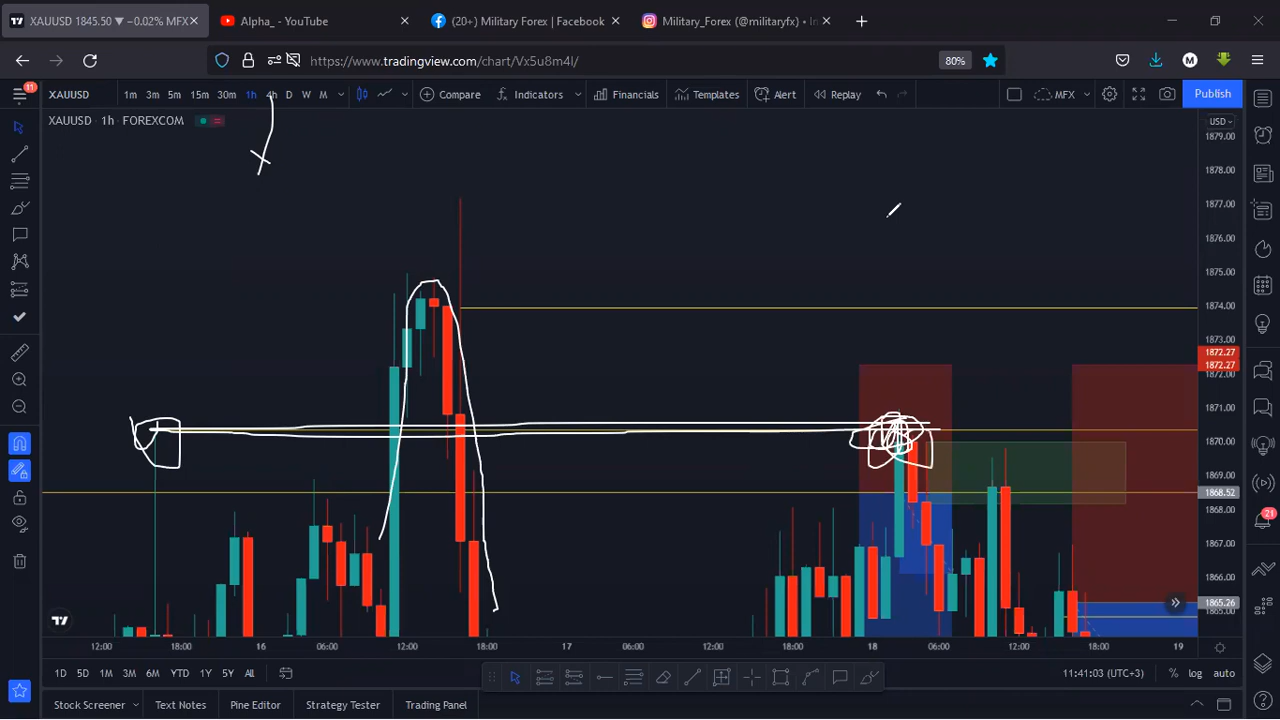 XAUUSD 1845.50 ▼ −0.02% MFX
Alpha_ - YouTube
(20+) Military Forex | Facebook
Military_Forex (@militaryfx) • In
https://www.tradingview.com/chart/Vx5u8m4I/
80%
M
11
XAUUSD 1m 3m 5m 15m 30m 1h 4h D W M Compare Indicators Financials Templates Alert Replay MFX Publish
XAUUSD · 1h · FOREXCOM
USD
1879.00
1878.00
1877.00
1876.00
1875.00
1874.00
1873.00
1872.27
1872.27
1872.00
1871.00
1870.00
1869.00
1868.52
1868.00
1867.00
1866.00
1865.26
1865.00
21
12:00 18:00 16 06:00 12:00 18:00 17 06:00 12:00 18:00 18 06:00 12:00 18:00 19
1D 5D 1M 3M 6M YTD 1Y 5Y All
11:41:03 (UTC+3) % log auto
Stock Screener Text Notes Pine Editor Strategy Tester Trading Panel